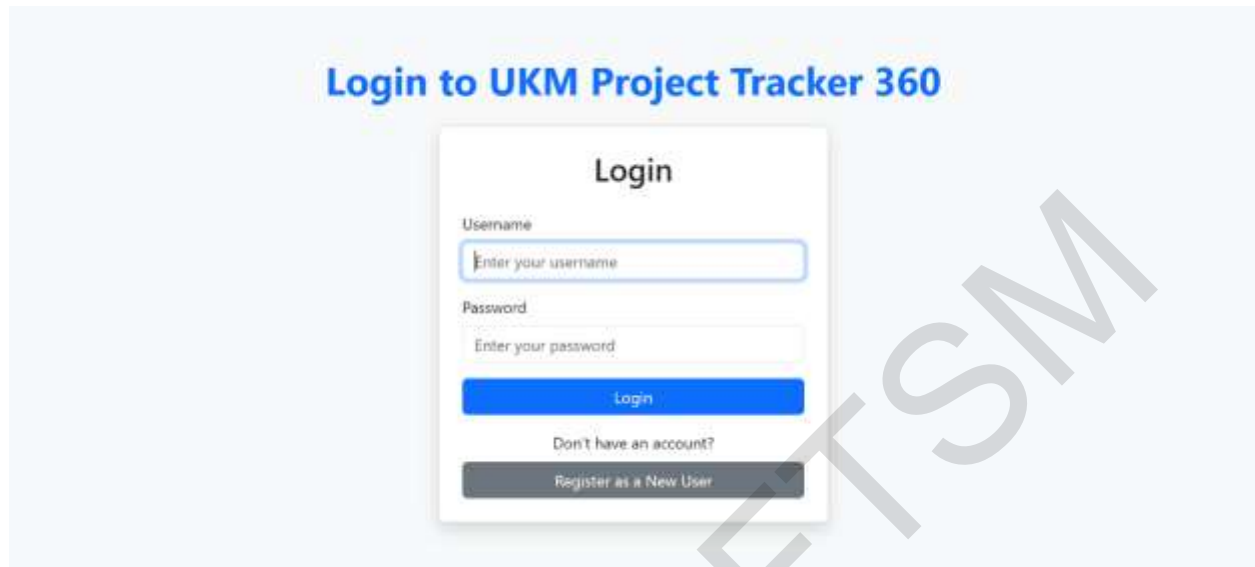 Login to UKM Project Tracker 360
Login
Username
Enter your username
Password
Enter your password
Login
Don't have an account?
Register as a New User
ETSM